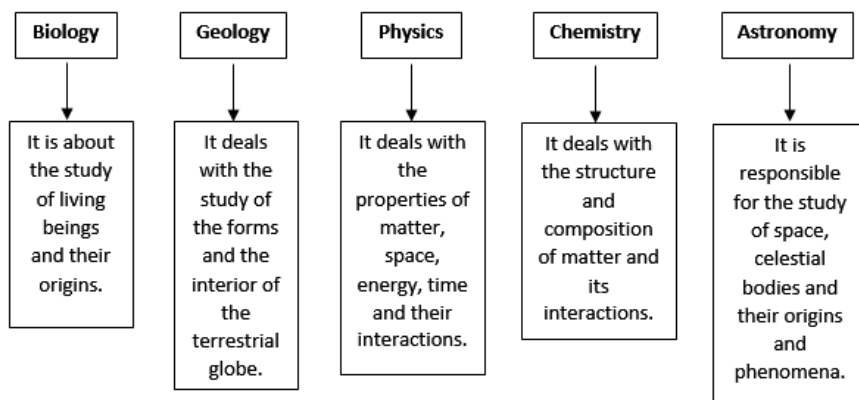 Biology
It is about
the study
of living
beings
and their
origins.
Geology
It deals
with the
study of
the forms
and the
interior of
the
terrestrial
globe.
Physics
It deals with
the
properties of
matter,
space,
energy, time
and their
interactions.
Chemistry
It deals with
the structure
and
composition
of matter and
its
interactions.
Astronomy
It is
responsible
for the study
of space,
celestial
bodies and
their origins
and
phenomena.